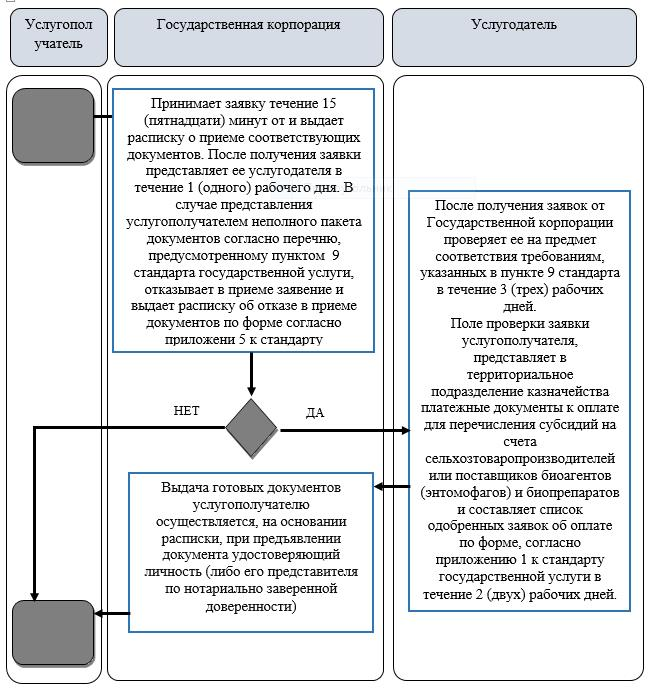 Услугопол
учатель
Государственная корпорация
Услугодатель
Принимает заявку течение 15
(пятнадцати) минут от и выдает
расписку о приеме соответствующих
документов. После получения заявки
представляет ее услугодателя в
течение 1 (одного) рабочего дня. В
случае представления
услугополучателем неполного пакета
документов согласно перечню,
предусмотренному пунктом 9
стандарта государственной услуги,
отказывает в приеме заявение и
выдает расписку об отказе в приеме
документов по форме согласно
приложени 5 к стандарту
НЕТ
ДА
Выдача готовых документов
услугополучателю
осуществляется, на основании
расписки, при предъявлении
документа удостоверяющий
личность (либо его представителя
по нотариально заверенной
доверенности)
После получения заявок от
Государственной корпорации
проверяет ее на предмет
соответствия требованиям,
указанных в пункте 9 стандарта
в течение 3 (трех) рабочих
дней.
Поле проверки заявки
услугополучателя,
представляет в
территориальное
подразделение казначейства
платежные документы к оплате
для перечисления субсидий на
счета
сельхозтоваропроизводителей
или поставщиков биоагентов
(энтомофагов) и биопрепаратов
и составляет список
одобренных заявок об оплате
по форме, согласно
приложению 1 к стандарту
государственной услуги в
течение 2 (двух) рабочих дней.